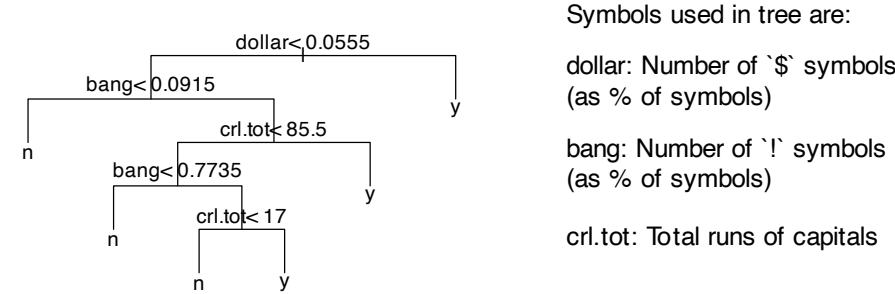 dollar< 0.0555
bang< 0.0915
y
n
crl.tot< 85.5
bang< 0.7735
y
n
crl.tot< 17
n
y
Symbols used in tree are:
dollar: Number of `$` symbols
(as % of symbols)
bang: Number of `!` symbols
(as % of symbols)
crl.tot: Total runs of capitals